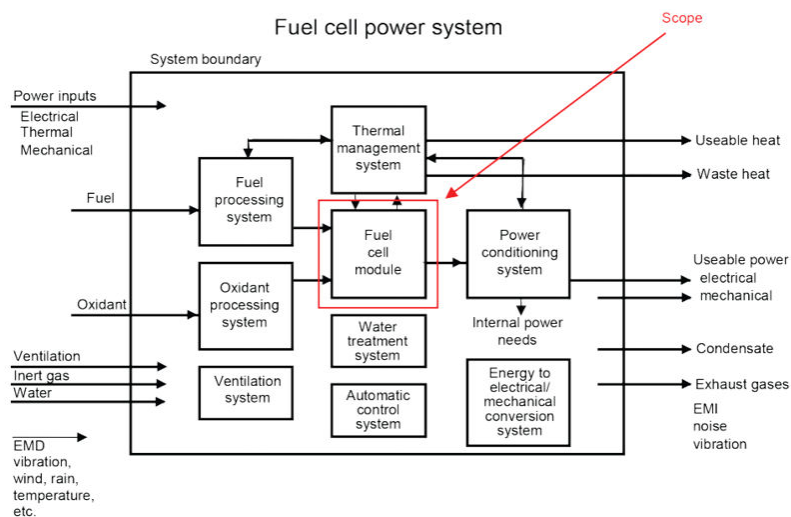 Fuel cell power system
Scope
System boundary
Power inputs
Electrical
Thermal
Mechanical
Thermal
management
system
Useable heat
Waste heat
Fuel
Fuel
processing
system
Fuel
cell
module
Power
conditioning
system
Useable power
electrical
mechanical
Oxidant
Oxidant
processing
system
Internal power
needs
Water
treatment
system
Ventilation
Inert gas
Water
Ventilation
system
Automatic
control
system
Energy to
electrical/
mechanical
conversion
system
Condensate
Exhaust gases
EMI
noise
vibration
EMD
vibration,
wind, rain,
temperature,
etc.